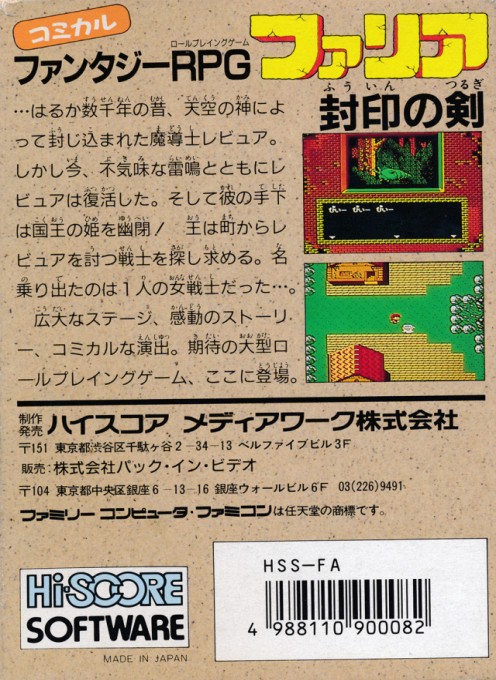 コミカル
ロールプレイングゲーム
ファンタジーRPG
ファリア
ふういん つるぎ
封印の剣
…はるか数千年の昔、天空の神によ
って封じ込まれた魔導士レビュア。
しかし今、不気味な雷鳴とともにレ
ビュアは復活した。そして彼の手下
は国王の姫を幽閉！ 王は町からレ
ビュアを討つ戦士を探し求める。名
乗り出たのは1人の女戦士だった…。
広大なステージ、感動のストーリ
ー、コミカルな演出。期待の大型ロ
ールプレイングゲーム、ここに登場。
制作
発売
ハイスコア メディアワーク株式会社
〒151 東京都渋谷区千駄ヶ谷2-34-13 ベルファイブビル3F
販売：株式会社パック・イン・ビデオ
〒104 東京都中央区銀座6-13-16 銀座ウォールビル6F 03(226)9491
ファミリーコンピュータ・ファミコンは任天堂の商標です。
Hi-SCORE
SOFTWARE
MADE IN JAPAN
HSS-FA
4 988110 900082